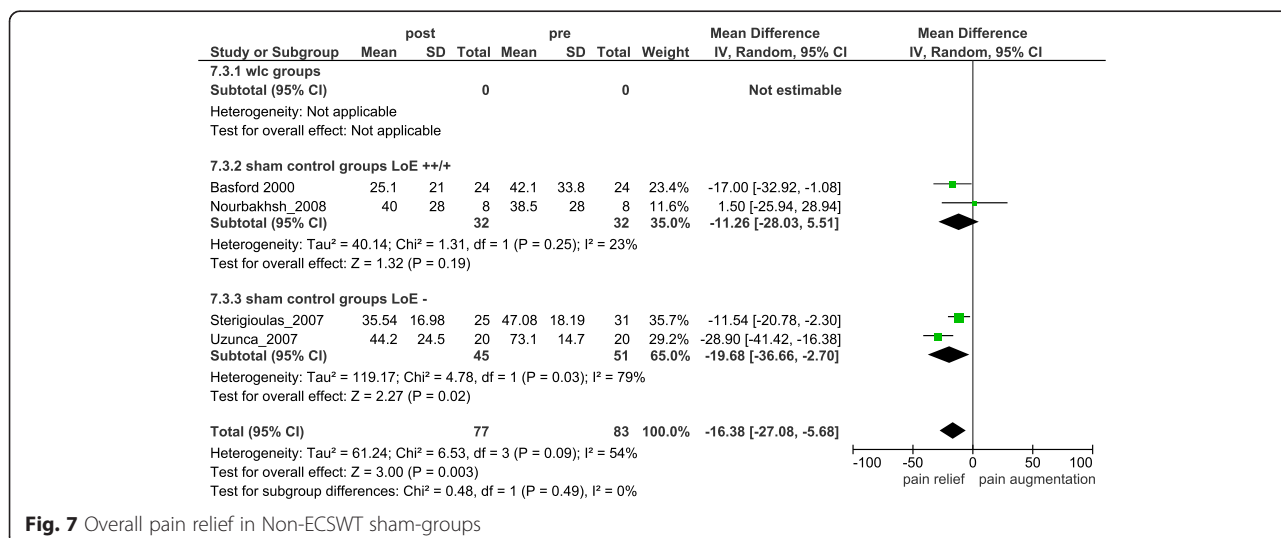 post pre Mean Difference Mean Difference
Study or Subgroup Mean SD Total Mean SD Total Weight IV, Random, 95% CI IV, Random, 95% CI
7.3.1 wlc groups
Subtotal (95% CI) 0 0 Not estimable
Heterogeneity: Not applicable
Test for overall effect: Not applicable
7.3.2 sham control groups LoE ++/+
Basford 2000 25.1 21 24 42.1 33.8 24 23.4% -17.00 [-32.92, -1.08]
Nourbakhsh_2008 40 28 8 38.5 28 8 11.6% 1.50 [-25.94, 28.94]
Subtotal (95% CI) 32 32 35.0% -11.26 [-28.03, 5.51]
Heterogeneity: Tau² = 40.14; Chi² = 1.31, df = 1 (P = 0.25); I² = 23%
Test for overall effect: Z = 1.32 (P = 0.19)
7.3.3 sham control groups LoE -
Sterigioulas_2007 35.54 16.98 25 47.08 18.19 31 35.7% -11.54 [-20.78, -2.30]
Uzunca_2007 44.2 24.5 20 73.1 14.7 20 29.2% -28.90 [-41.42, -16.38]
Subtotal (95% CI) 45 51 65.0% -19.68 [-36.66, -2.70]
Heterogeneity: Tau² = 119.17; Chi² = 4.78, df = 1 (P = 0.03); I² = 79%
Test for overall effect: Z = 2.27 (P = 0.02)
Total (95% CI) 77 83 100.0% -16.38 [-27.08, -5.68]
Heterogeneity: Tau² = 61.24; Chi² = 6.53, df = 3 (P = 0.09); I² = 54%
Test for overall effect: Z = 3.00 (P = 0.003)
Test for subgroup differences: Chi² = 0.48, df = 1 (P = 0.49), I² = 0%
-100 -50 0 50 100
pain relief pain augmentation
Fig. 7 Overall pain relief in Non-ECSWT sham-groups